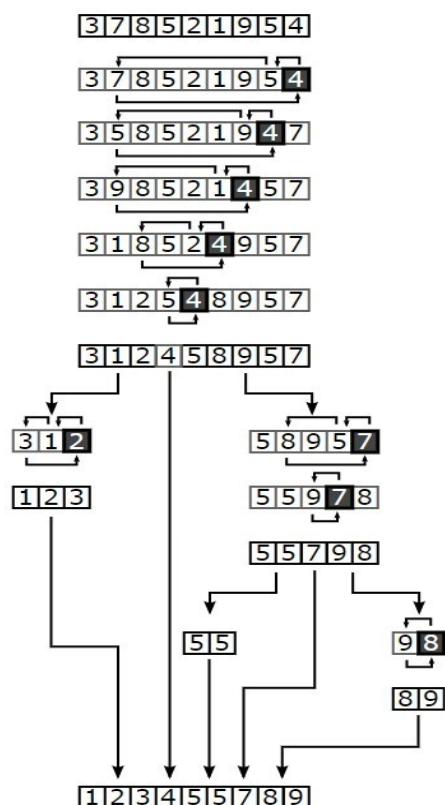 3 7 8 5 2 1 9 5 4
3 7 8 5 2 1 9 5 4
3 5 8 5 2 1 9 4 7
3 9 8 5 2 1 4 5 7
3 1 8 5 2 4 9 5 7
3 1 2 5 4 8 9 5 7
3 1 2 4 5 8 9 5 7
3 1 2
5 8 9 5 7
1 2 3
5 5 9 7 8
5 5 7 9 8
5 5
9 8
8 9
1 2 3 4 5 5 7 8 9